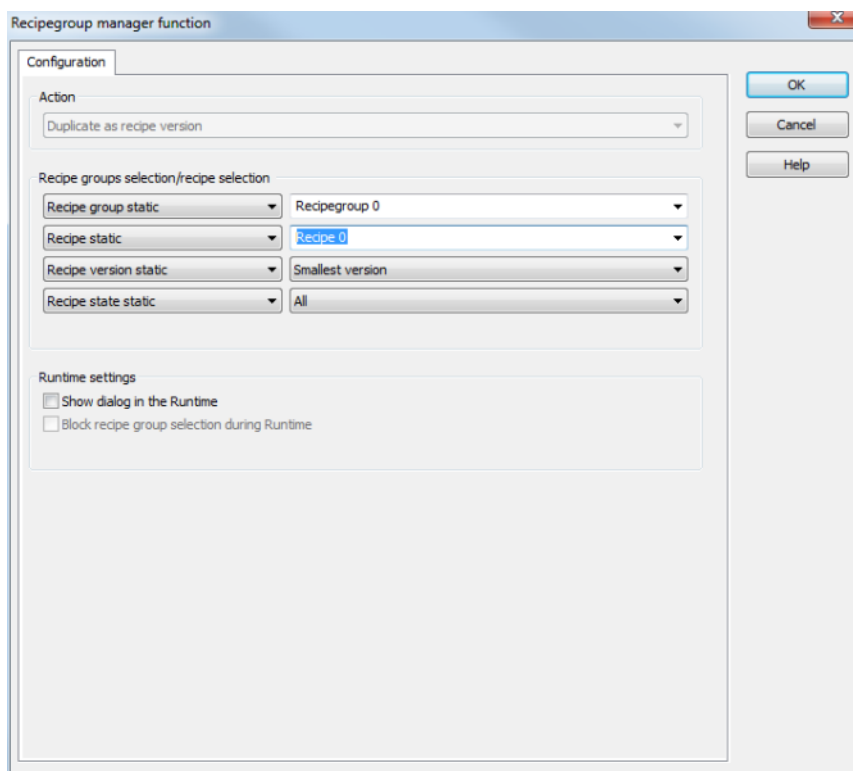 Recipegroup manager function
Configuration
OK
Action
Duplicate as recipe version
Cancel
Help
Recipe groups selection/recipe selection
Recipe group static Recipegroup 0
Recipe static Recipe 0
Recipe version static Smallest version
Recipe state static All
Runtime settings
Show dialog in the Runtime
Block recipe group selection during Runtime